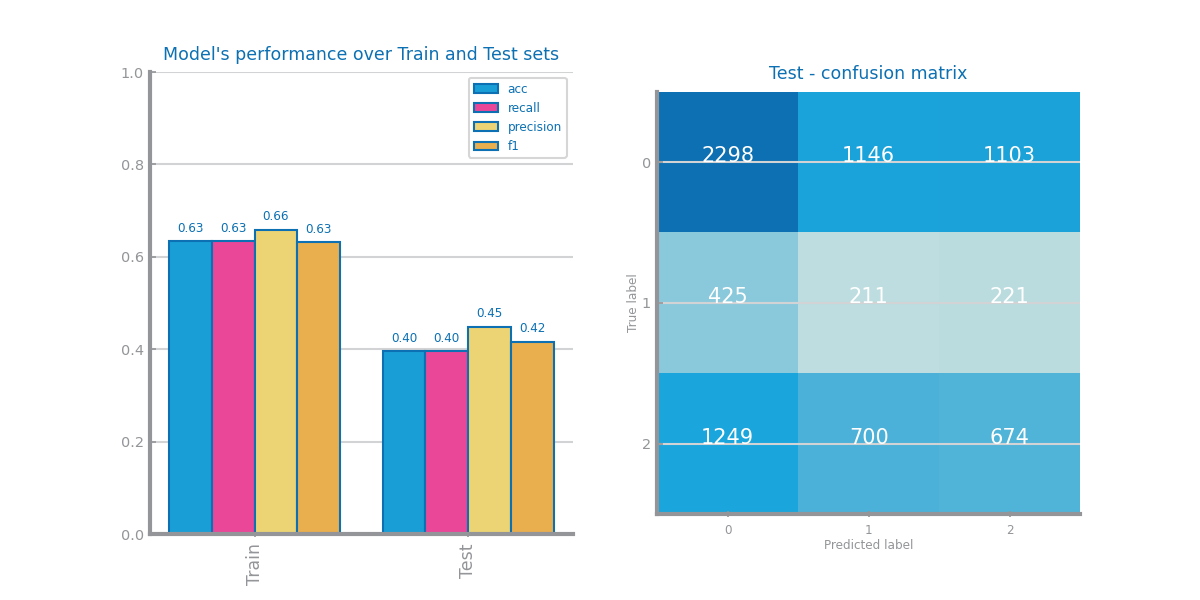 Model's performance over Train and Test sets
1.0
0.8
0.6
0.4
0.2
0.0
acc
recall
precision
f1
0.63
0.63
0.66
0.63
0.40
0.40
0.45
0.42
Train
Test
Test - confusion matrix
True label
0
2298 1146 1103
1
425 211 221
2
1249 700 674
0 1 2
Predicted label